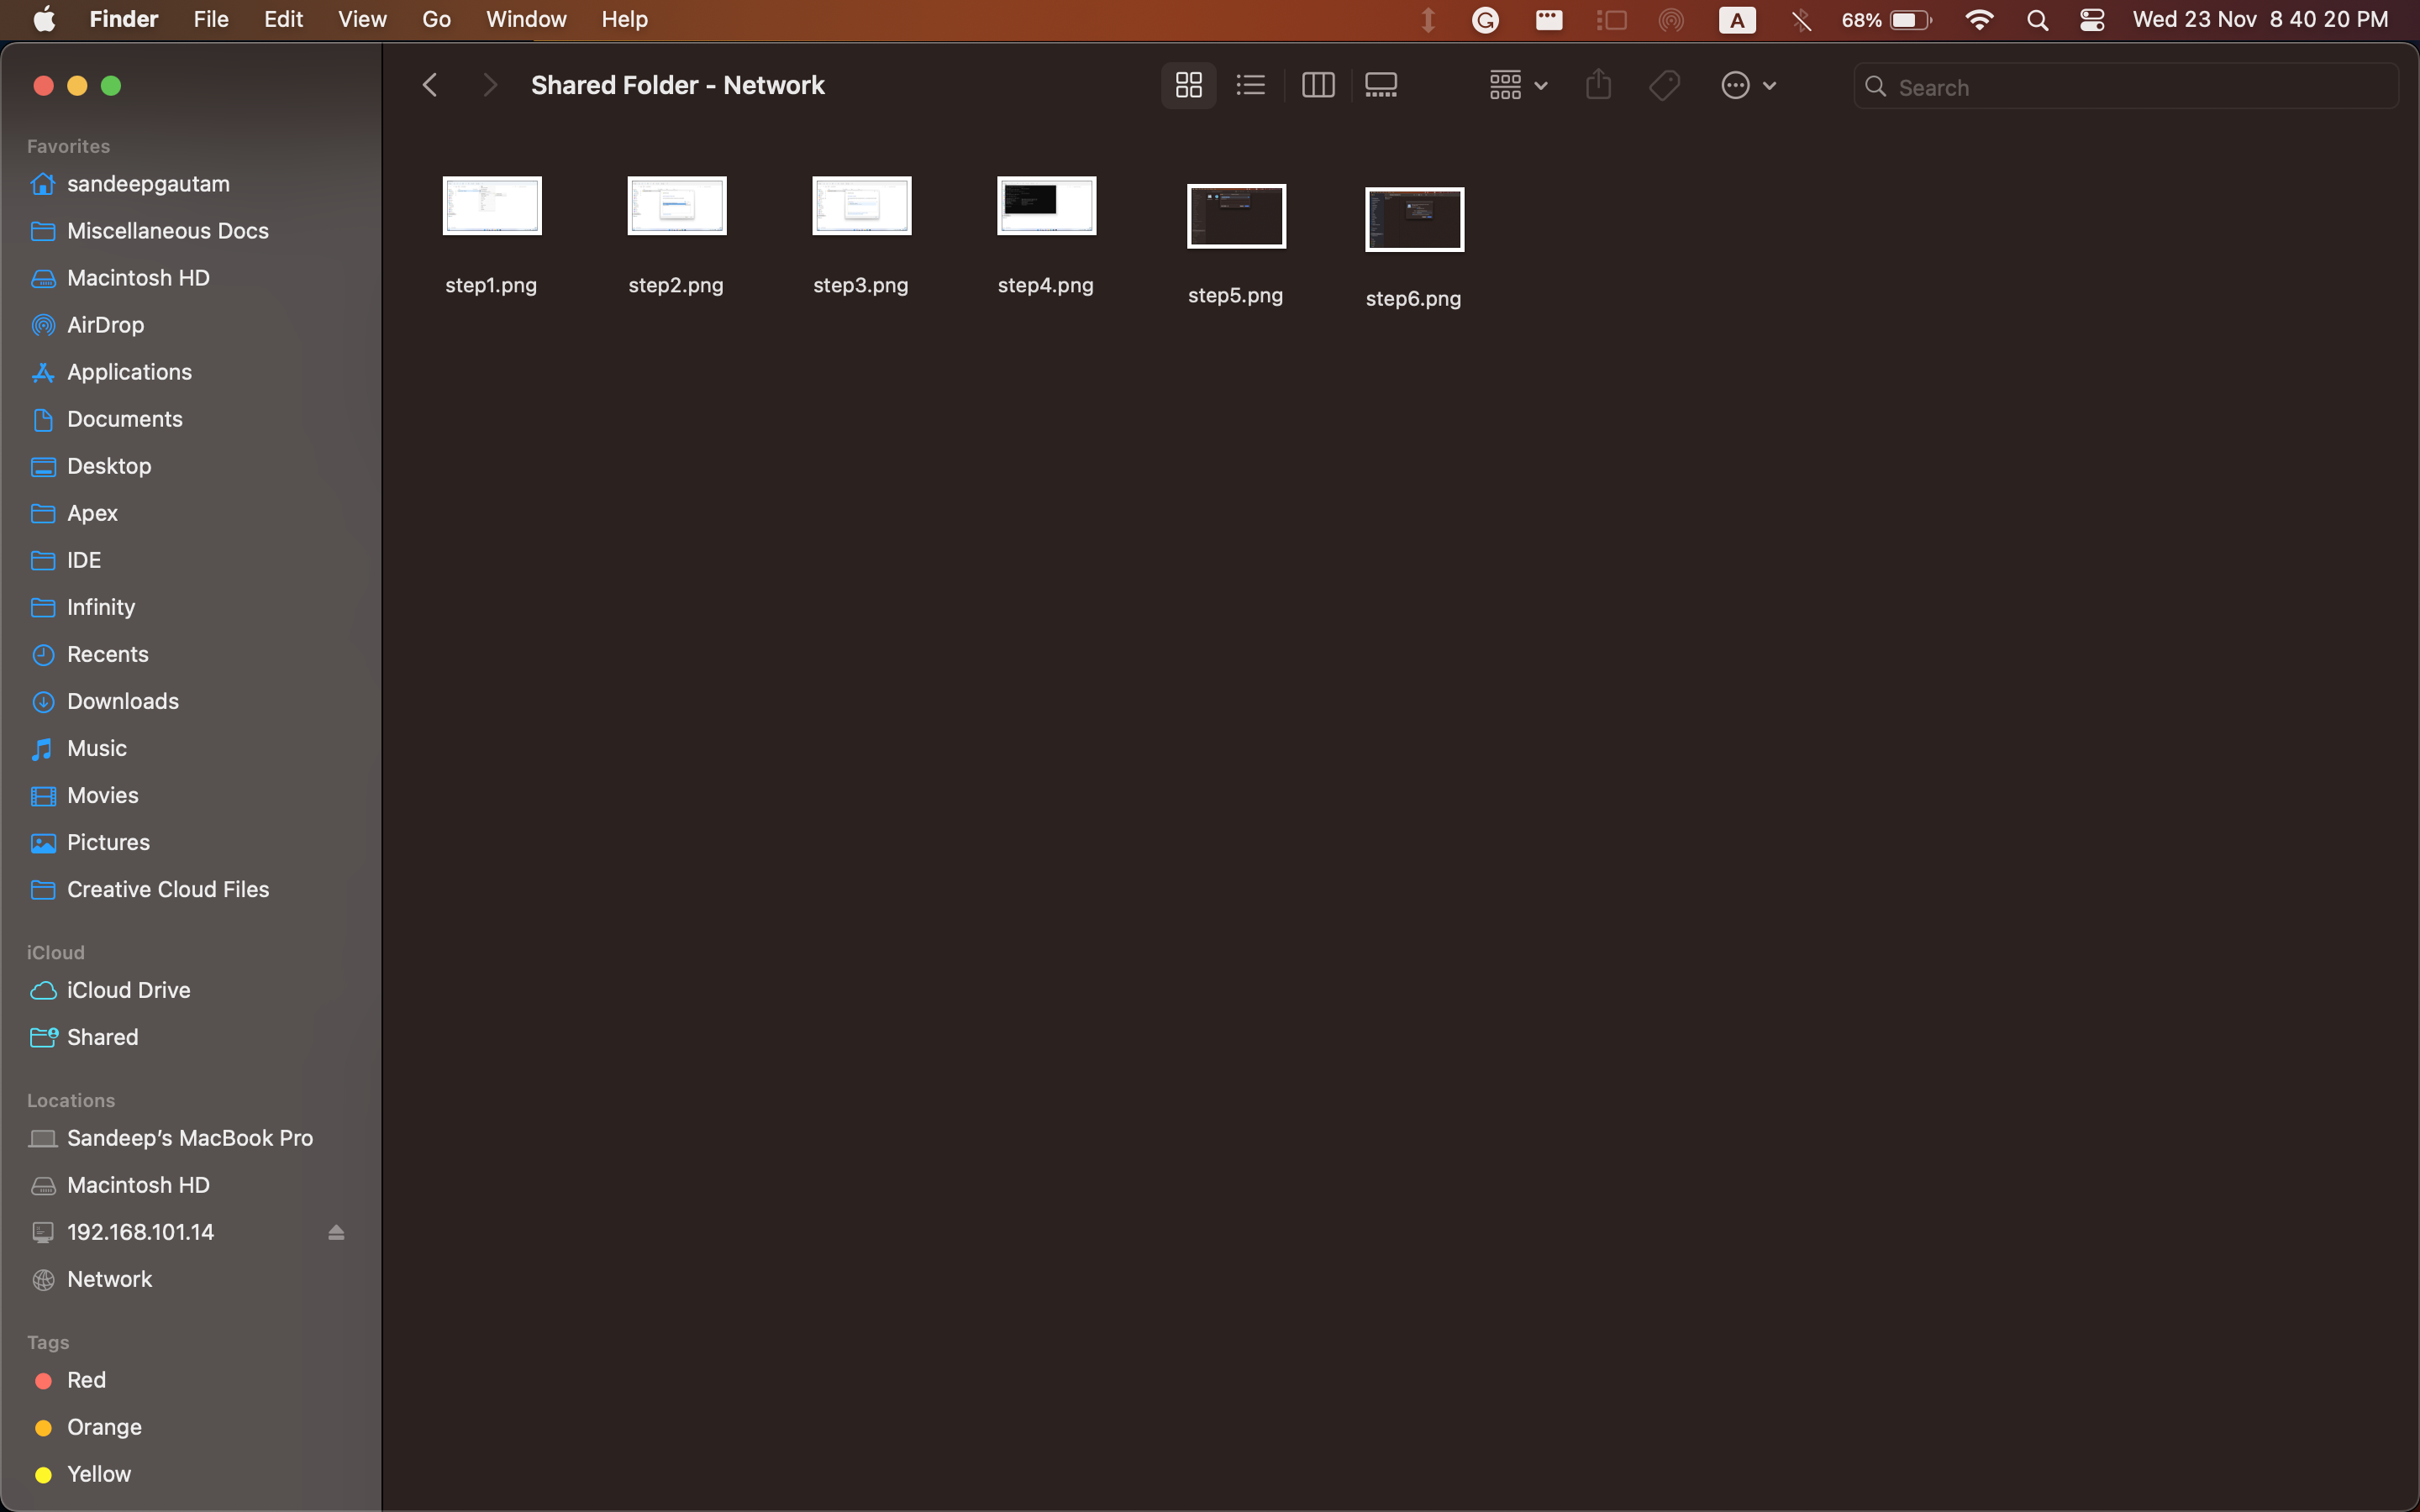 Finder File Edit View Go Window Help A 68% Wed 23 Nov 8 40 20 PM
Shared Folder - Network
Search
Favorites
sandeepgautam
Miscellaneous Docs
Macintosh HD
AirDrop
Applications
Documents
Desktop
Apex
IDE
Infinity
Recents
Downloads
Music
Movies
Pictures
Creative Cloud Files
iCloud
iCloud Drive
Shared
Locations
Sandeep’s MacBook Pro
Macintosh HD
192.168.101.14
Network
Tags
Red
Orange
Yellow
step1.png
step2.png
step3.png
step4.png
step5.png
step6.png